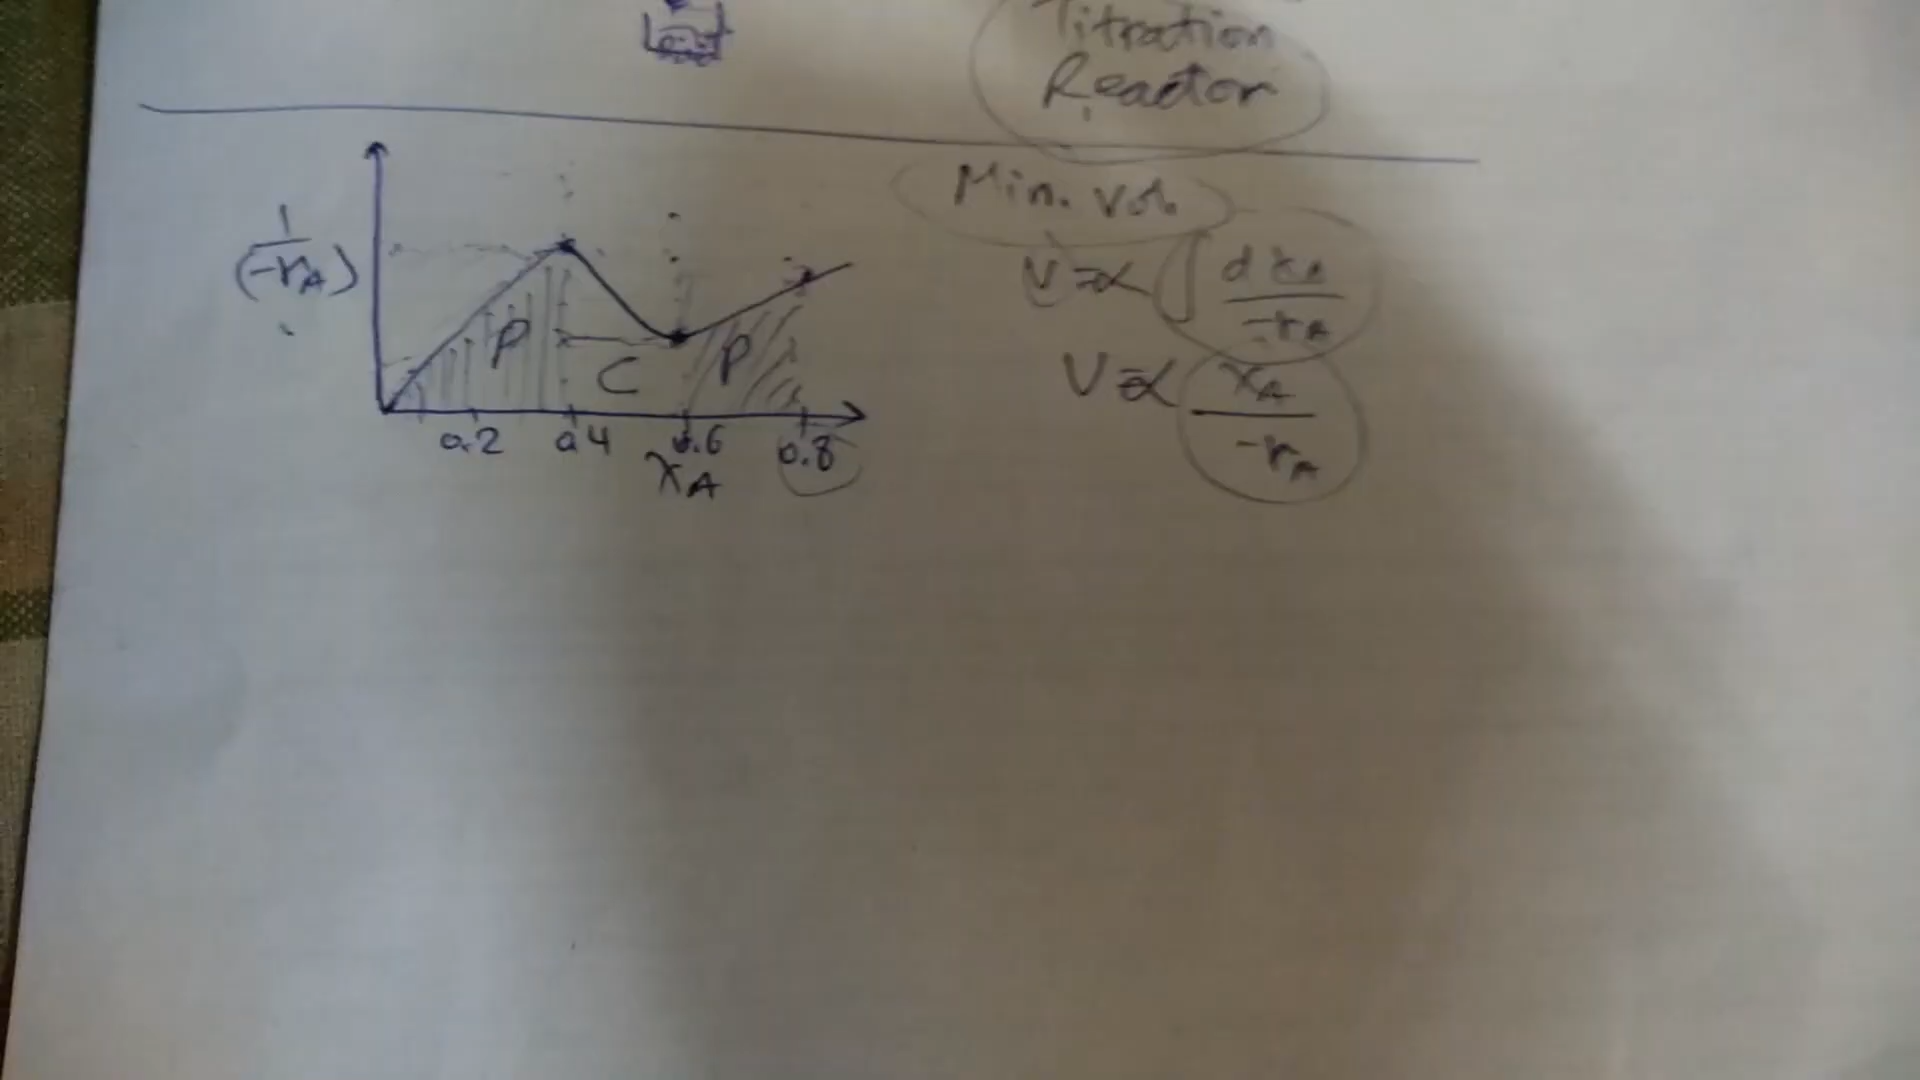 Titration
Reactor
Min. Vol.
1
(-rA)
V = ∝ ∫ dxA
-rA
P
C
P
V = ∝ xA
-rA
0.2 0.4 0.6 0.8
xA